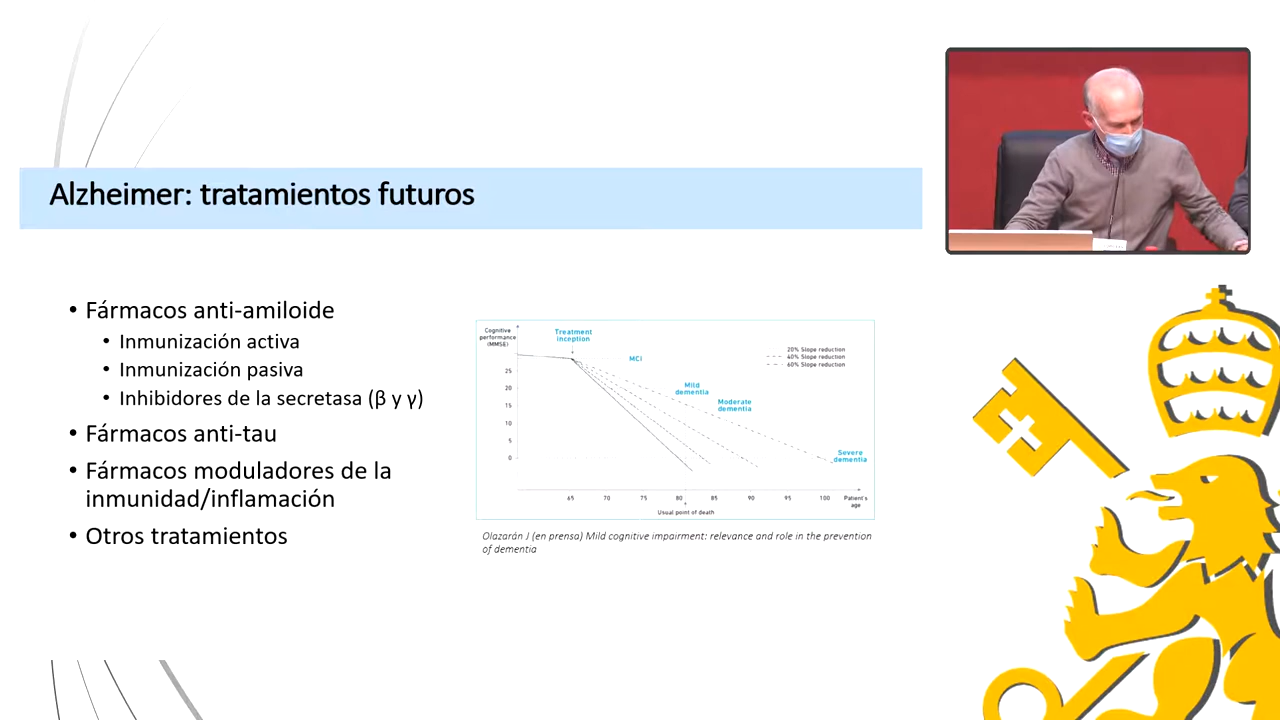 Alzheimer: tratamientos futuros
• Fármacos anti-amiloide
• Inmunización activa
• Inmunización pasiva
• Inhibidores de la secretasa (β y γ)
• Fármacos anti-tau
• Fármacos moduladores de la
inmunidad/inflamación
• Otros tratamientos
Cognitive
performance
(MMSE)
Treatment
inception
MCI
20% Slope reduction
40% Slope reduction
60% Slope reduction
Mild
dementia
Moderate
dementia
Severe
dementia
25
20
15
10
5
0
65 70 75 80 85 90 95 100 Patient's
age
Usual point of death
Olazarán J (en prensa) Mild cognitive impairment: relevance and role in the prevention
of dementia